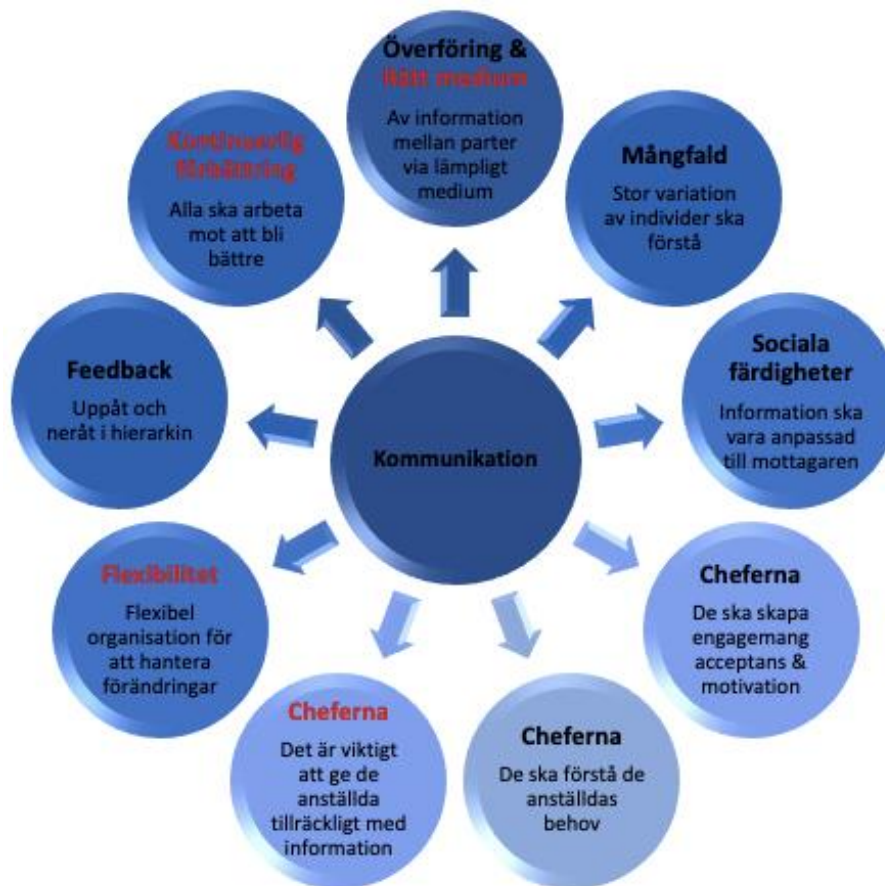 Överföring &
Rätt medium
Av information
mellan parter
via lämpligt
medium
Mångfald
Stor variation
av individer ska
förstå
Sociala
färdigheter
Information ska
vara anpassad
till mottagaren
Cheferna
De ska skapa
engagemang
acceptans &
motivation
Cheferna
De ska förstå de
anställdas
behov
Cheferna
Det är viktigt
att ge de
anställda
tillräckligt med
information
Flexibilitet
Flexibel
organisation för
att hantera
förändringar
Feedback
Uppåt och
neråt i hierarkin
Kontinuerlig
förbättring
Alla ska arbeta
mot att bli
bättre
Kommunikation